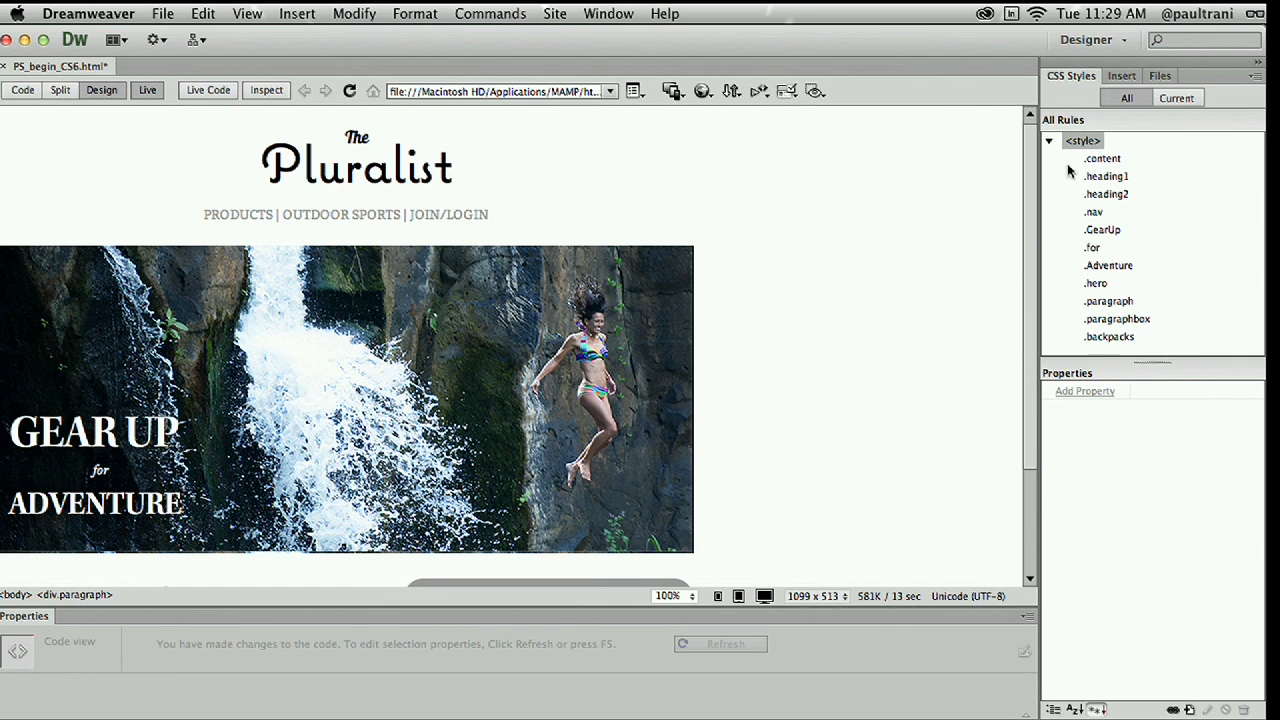 Dreamweaver File Edit View Insert Modify Format Commands Site Window Help Tue 11:29 AM @paultrani
Dw Designer
PS_begin_CS6.html*
Code Split Design Live Live Code Inspect file:///Macintosh HD/Applications/MAMP/ht...
CSS Styles Insert Files
All Current
All Rules
<style>
.content
.heading1
.heading2
.nav
.GearUp
.for
.Adventure
.hero
.paragraph
.paragraphbox
.backpacks
Properties
Add Property
The
Pluralist
PRODUCTS | OUTDOOR SPORTS | JOIN/LOGIN
GEAR UP
for
ADVENTURE
<body> <div.paragraph> 100% 1099 x 513 581K / 13 sec Unicode (UTF-8)
Properties
Code view You have made changes to the code. To edit selection properties, Click Refresh or press F5. Refresh